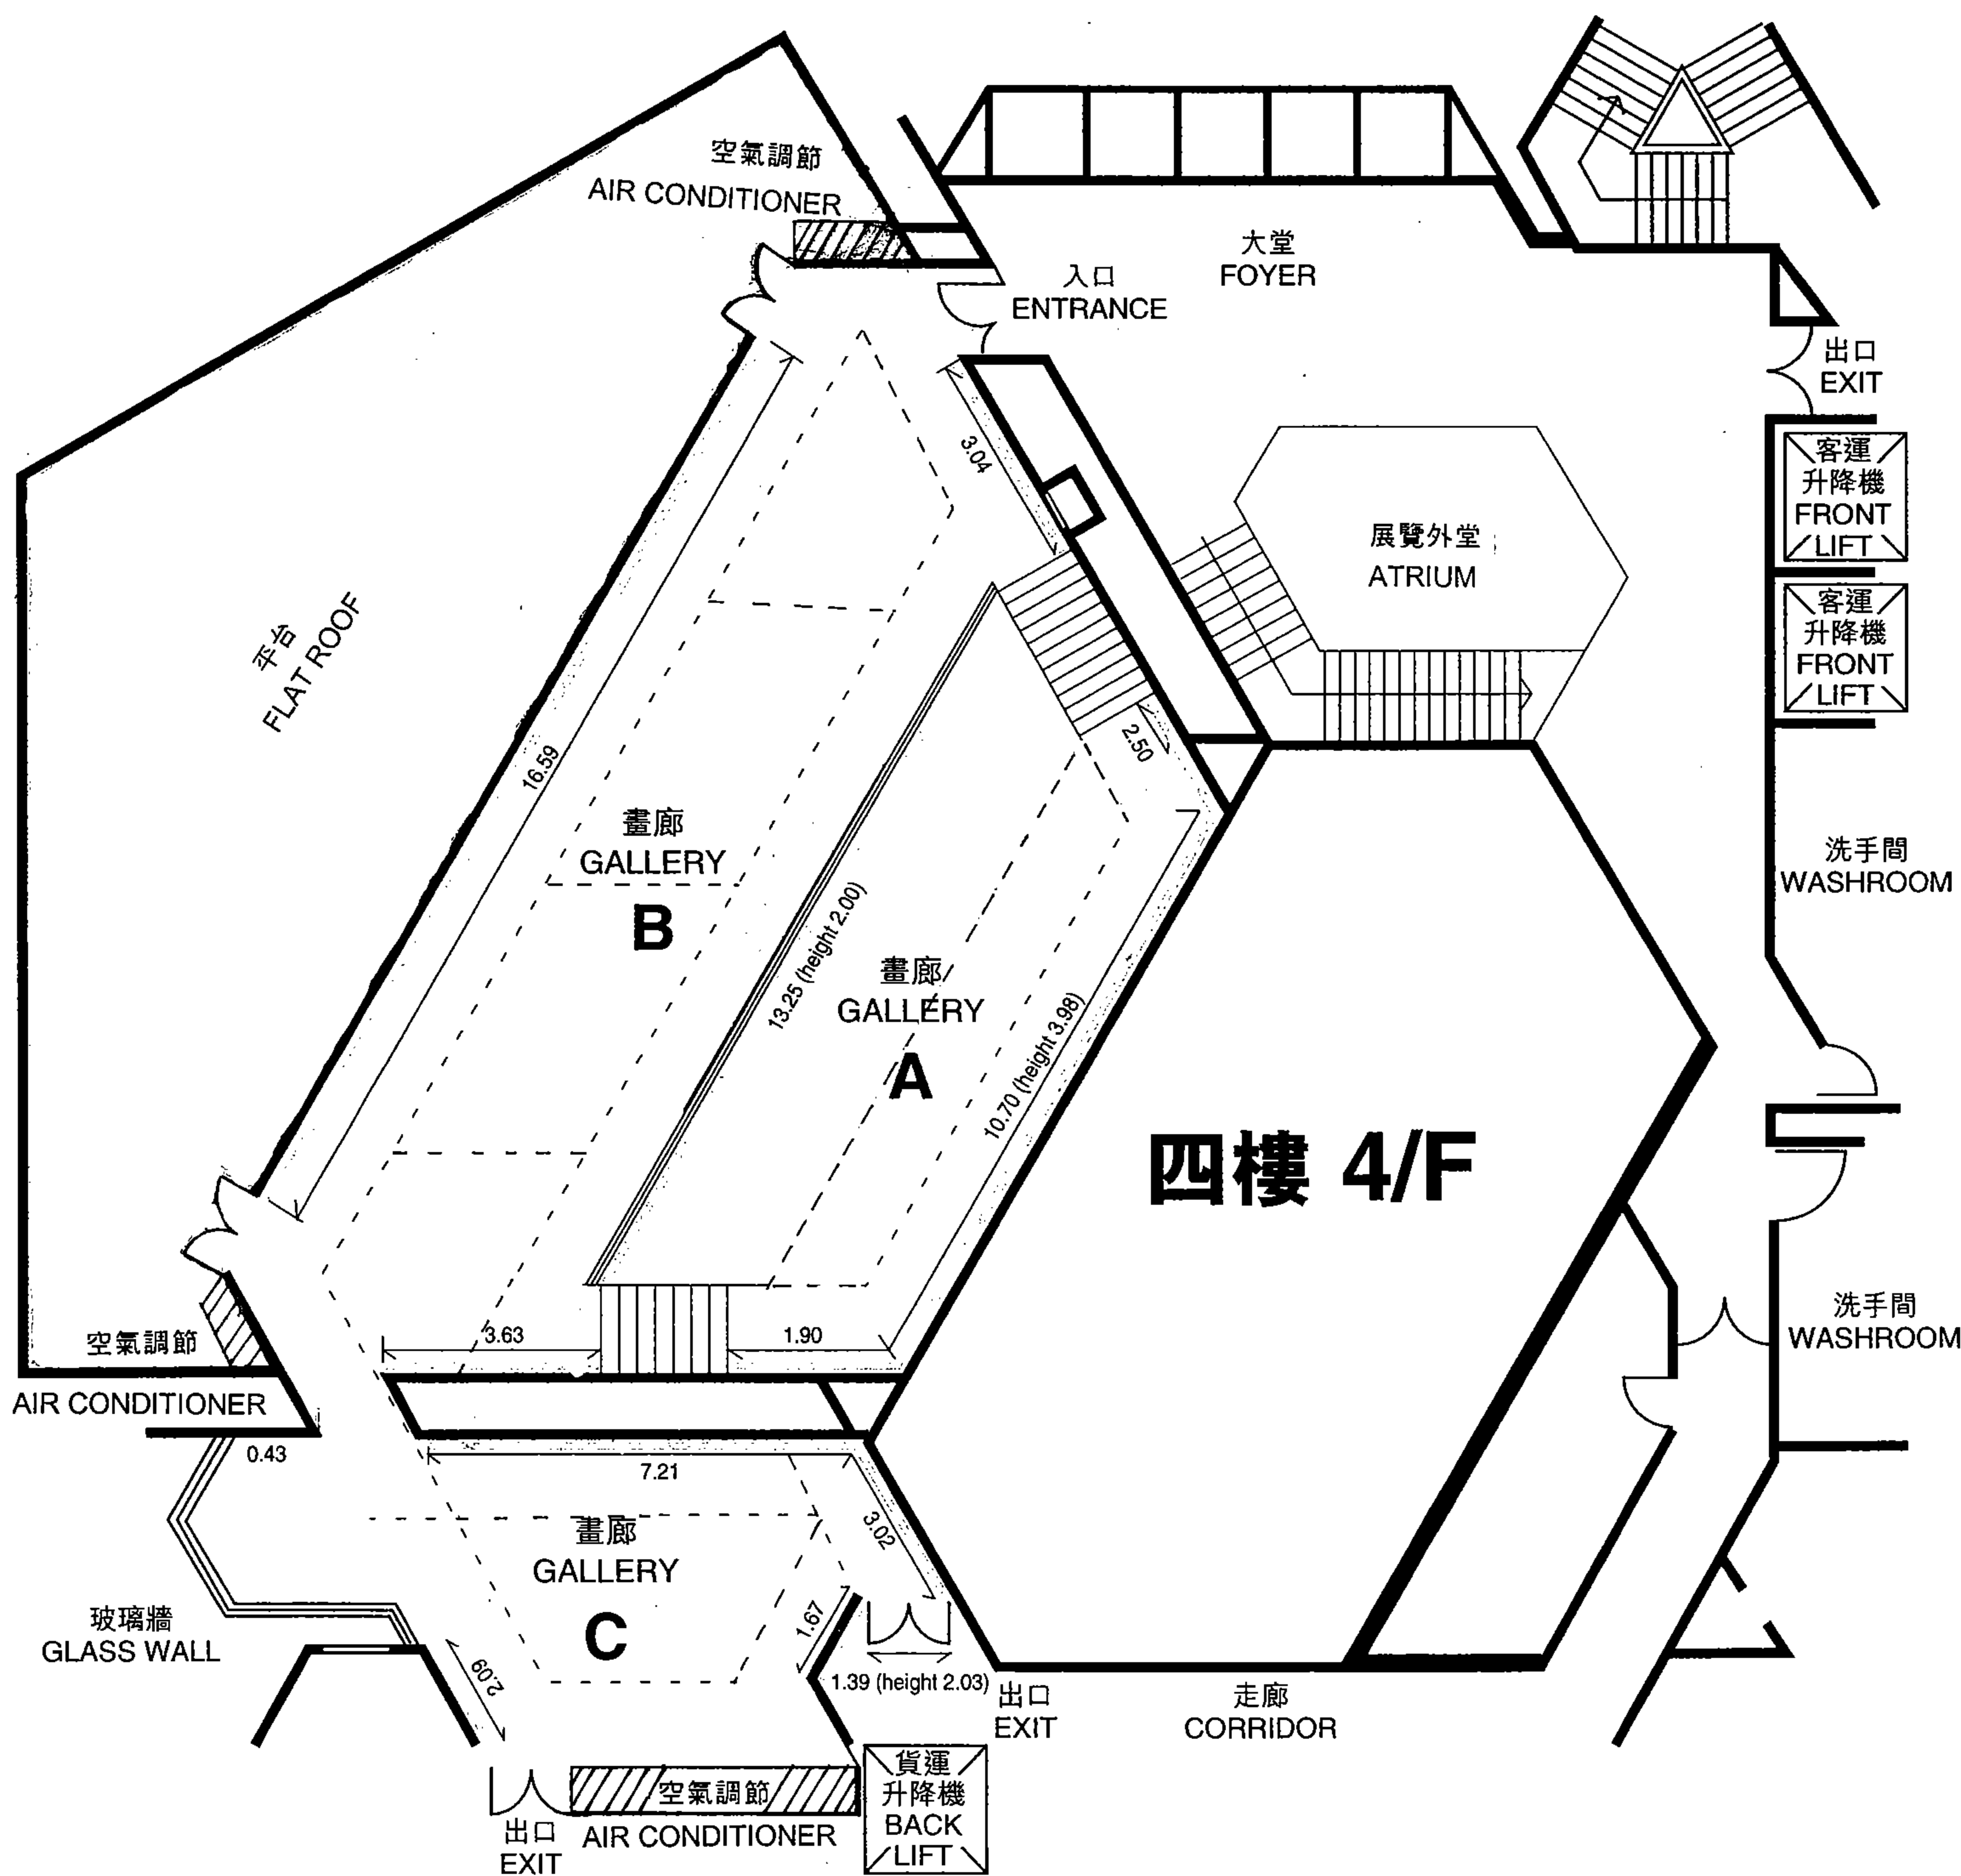 空氣調節
AIR CONDITIONER
大堂
FOYER
入口
ENTRANCE
出口
EXIT
3.04
客運
升降機
FRONT
LIFT
展覽外堂
ATRIUM
客運
升降機
FRONT
LIFT
平台
FLAT ROOF
16.59
2.50
畫廊
GALLERY
B
13.25 (height 2.00)
畫廊
GALLERY
A
10.70 (height 3.98)
洗手間
WASHROOM
四樓 4/F
空氣調節
AIR CONDITIONER
3.63
1.90
洗手間
WASHROOM
0.43
7.21
3.02
畫廊
GALLERY
C
玻璃牆
GLASS WALL
2.09
1.67
1.39 (height 2.03)
出口
EXIT
走廊
CORRIDOR
貨運
升降機
BACK
LIFT
空氣調節
AIR CONDITIONER
出口
EXIT